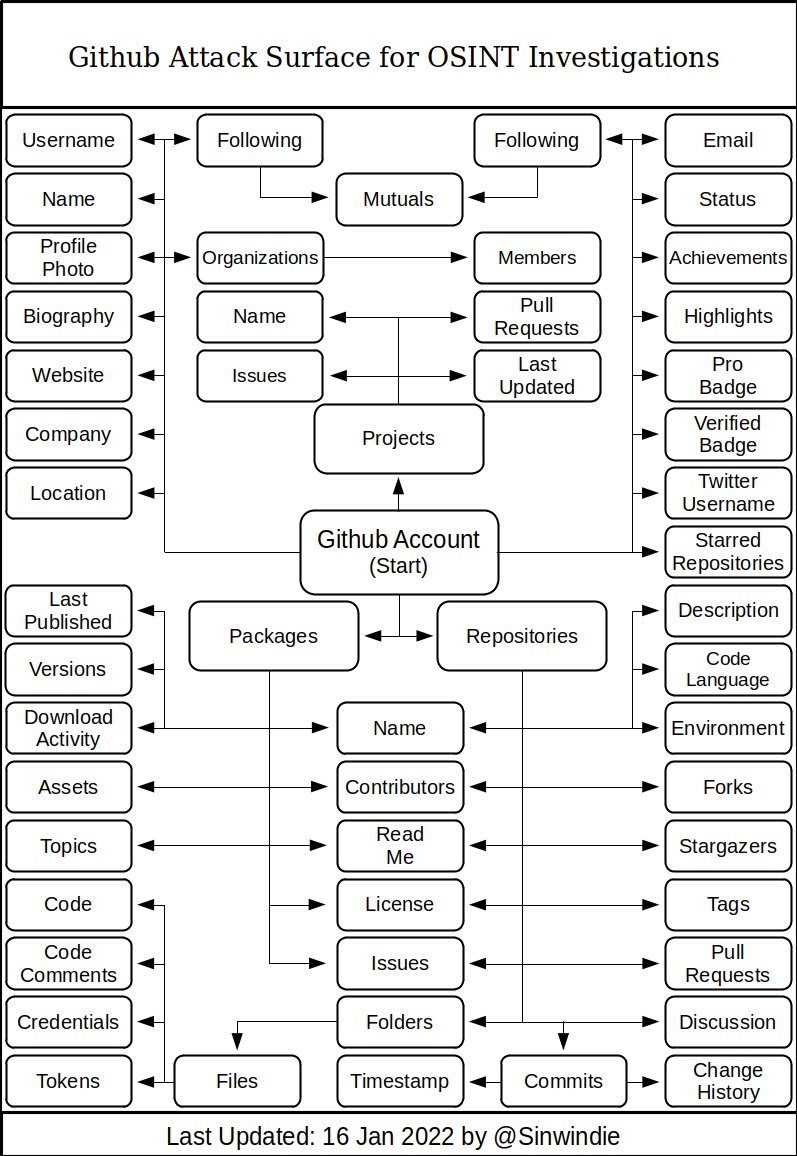 Github Attack Surface for OSINT Investigations
Username
Following
Following
Email
Name
Mutuals
Status
Profile
Photo
Organizations
Members
Achievements
Biography
Name
Pull
Requests
Highlights
Website
Issues
Last
Updated
Pro
Badge
Company
Projects
Verified
Badge
Location
Twitter
Username
Github Account
(Start)
Starred
Repositories
Last
Published
Packages
Repositories
Description
Versions
Code
Language
Download
Activity
Name
Environment
Assets
Contributors
Forks
Topics
Read
Me
Stargazers
Code
License
Tags
Code
Comments
Issues
Pull
Requests
Credentials
Folders
Discussion
Tokens
Files
Timestamp
Commits
Change
History
Last Updated: 16 Jan 2022 by @Sinwindie